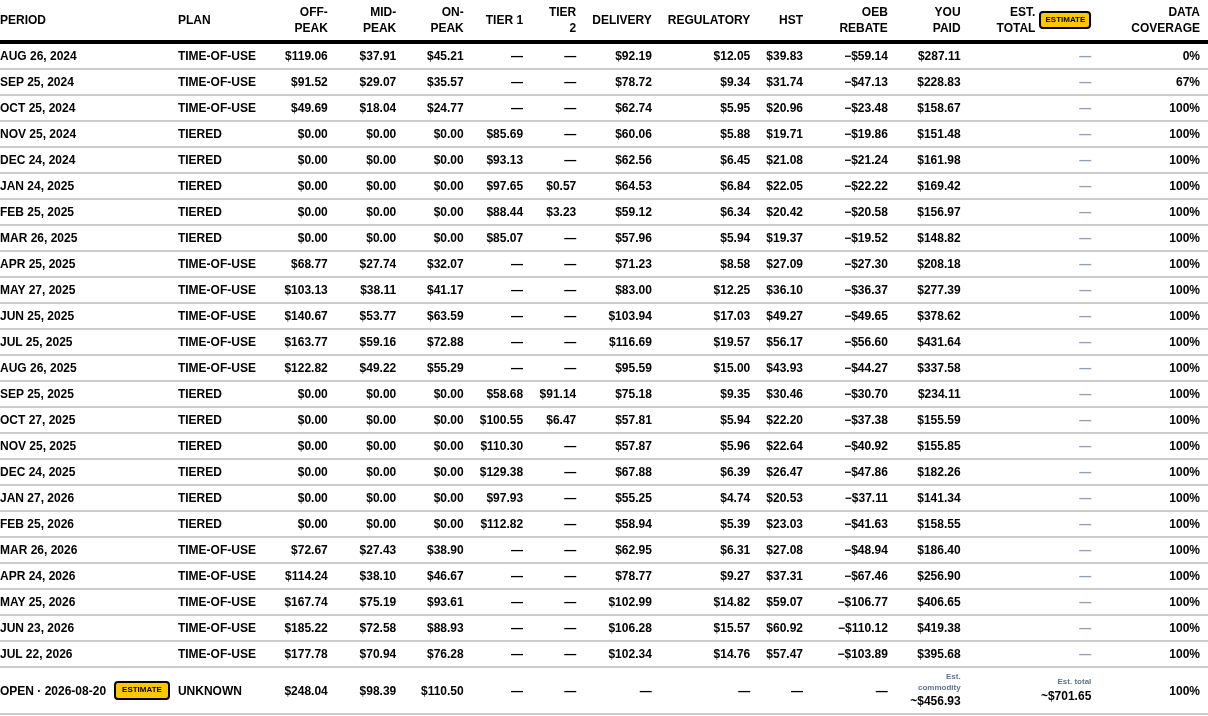 PERIOD PLAN OFF-PEAK MID-PEAK ON-PEAK TIER 1 TIER 2 DELIVERY REGULATORY HST OEB REBATE YOU PAID EST. TOTAL ESTIMATE DATA COVERAGE
AUG 26, 2024 TIME-OF-USE $119.06 $37.91 $45.21 — — $92.19 $12.05 $39.83 −$59.14 $287.11 — 0%
SEP 25, 2024 TIME-OF-USE $91.52 $29.07 $35.57 — — $78.72 $9.34 $31.74 −$47.13 $228.83 — 67%
OCT 25, 2024 TIME-OF-USE $49.69 $18.04 $24.77 — — $62.74 $5.95 $20.96 −$23.48 $158.67 — 100%
NOV 25, 2024 TIERED $0.00 $0.00 $0.00 $85.69 — $60.06 $5.88 $19.71 −$19.86 $151.48 — 100%
DEC 24, 2024 TIERED $0.00 $0.00 $0.00 $93.13 — $62.56 $6.45 $21.08 −$21.24 $161.98 — 100%
JAN 24, 2025 TIERED $0.00 $0.00 $0.00 $97.65 $0.57 $64.53 $6.84 $22.05 −$22.22 $169.42 — 100%
FEB 25, 2025 TIERED $0.00 $0.00 $0.00 $88.44 $3.23 $59.12 $6.34 $20.42 −$20.58 $156.97 — 100%
MAR 26, 2025 TIERED $0.00 $0.00 $0.00 $85.07 — $57.96 $5.94 $19.37 −$19.52 $148.82 — 100%
APR 25, 2025 TIME-OF-USE $68.77 $27.74 $32.07 — — $71.23 $8.58 $27.09 −$27.30 $208.18 — 100%
MAY 27, 2025 TIME-OF-USE $103.13 $38.11 $41.17 — — $83.00 $12.25 $36.10 −$36.37 $277.39 — 100%
JUN 25, 2025 TIME-OF-USE $140.67 $53.77 $63.59 — — $103.94 $17.03 $49.27 −$49.65 $378.62 — 100%
JUL 25, 2025 TIME-OF-USE $163.77 $59.16 $72.88 — — $116.69 $19.57 $56.17 −$56.60 $431.64 — 100%
AUG 26, 2025 TIME-OF-USE $122.82 $49.22 $55.29 — — $95.59 $15.00 $43.93 −$44.27 $337.58 — 100%
SEP 25, 2025 TIERED $0.00 $0.00 $0.00 $58.68 $91.14 $75.18 $9.35 $30.46 −$30.70 $234.11 — 100%
OCT 27, 2025 TIERED $0.00 $0.00 $0.00 $100.55 $6.47 $57.81 $5.94 $22.20 −$37.38 $155.59 — 100%
NOV 25, 2025 TIERED $0.00 $0.00 $0.00 $110.30 — $57.87 $5.96 $22.64 −$40.92 $155.85 — 100%
DEC 24, 2025 TIERED $0.00 $0.00 $0.00 $129.38 — $67.88 $6.39 $26.47 −$47.86 $182.26 — 100%
JAN 27, 2026 TIERED $0.00 $0.00 $0.00 $97.93 — $55.25 $4.74 $20.53 −$37.11 $141.34 — 100%
FEB 25, 2026 TIERED $0.00 $0.00 $0.00 $112.82 — $58.94 $5.39 $23.03 −$41.63 $158.55 — 100%
MAR 26, 2026 TIME-OF-USE $72.67 $27.43 $38.90 — — $62.95 $6.31 $27.08 −$48.94 $186.40 — 100%
APR 24, 2026 TIME-OF-USE $114.24 $38.10 $46.67 — — $78.77 $9.27 $37.31 −$67.46 $256.90 — 100%
MAY 25, 2026 TIME-OF-USE $167.74 $75.19 $93.61 — — $102.99 $14.82 $59.07 −$106.77 $406.65 — 100%
JUN 23, 2026 TIME-OF-USE $185.22 $72.58 $88.93 — — $106.28 $15.57 $60.92 −$110.12 $419.38 — 100%
JUL 22, 2026 TIME-OF-USE $177.78 $70.94 $76.28 — — $102.34 $14.76 $57.47 −$103.89 $395.68 — 100%
OPEN · 2026-08-20 ESTIMATE UNKNOWN $248.04 $98.39 $110.50 — — — — — — Est. commodity ~$456.93 Est. total ~$701.65 100%